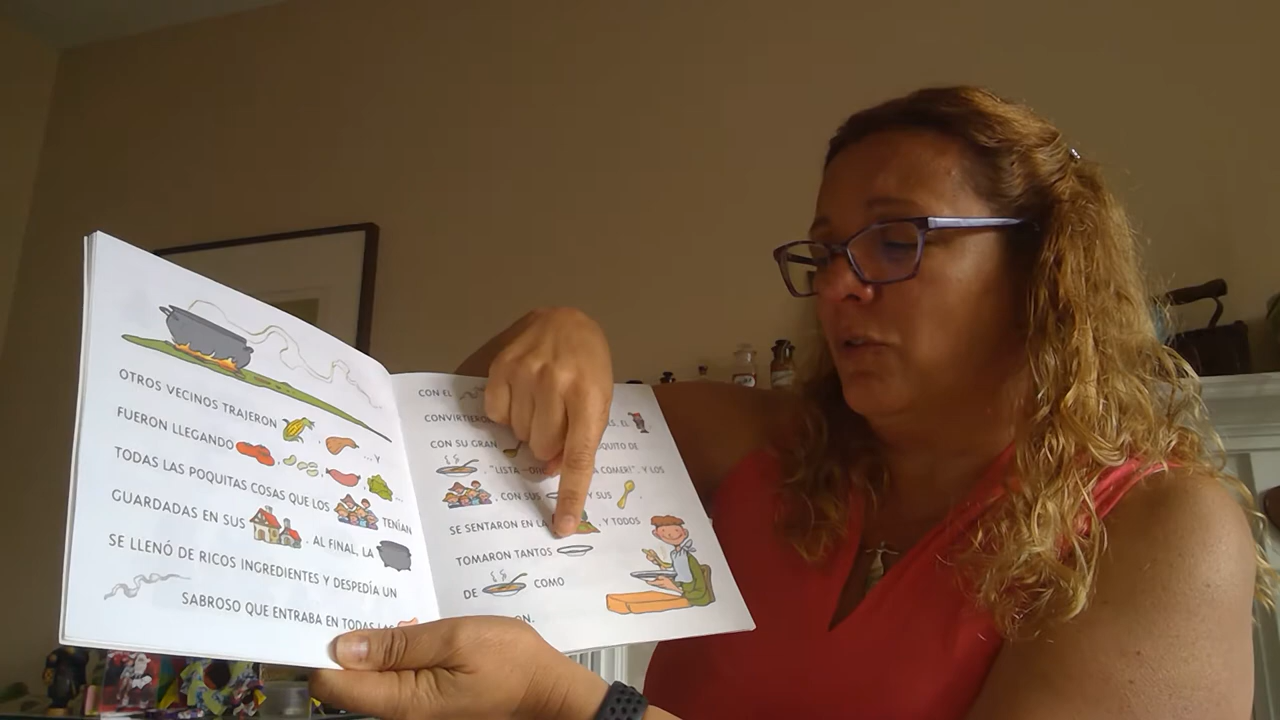 OTROS VECINOS TRAJERON
FUERON LLEGANDO , , ... Y
TODAS LAS POQUITAS COSAS QUE LOS TENÍAN
GUARDADAS EN SUS . AL FINAL, LA
SE LLENÓ DE RICOS INGREDIENTES Y DESPEDÍA UN
SABROSO QUE ENTRABA EN TODAS
CON EL
EL
CON SU GRAN DE
. "LISTA COMER!". Y LOS
, CON SUS Y SUS .
SE SENTARON EN LA , Y TODOS
TOMARON TANTOS
DE COMO